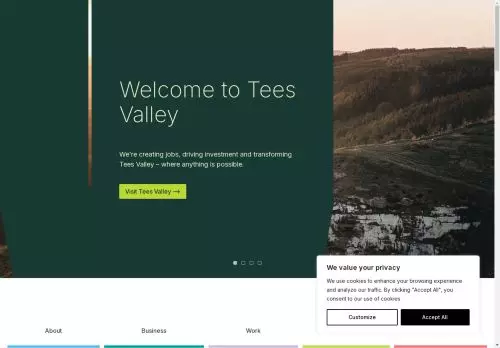 Welcome to Tees
Valley
We're creating jobs, driving investment and transforming
Tees Valley – where anything is possible.
Visit Tees Valley →
We value your privacy
We use cookies to enhance your browsing experience
and analyze our traffic. By clicking "Accept All", you
consent to our use of cookies
Customize Accept All
About Business Work